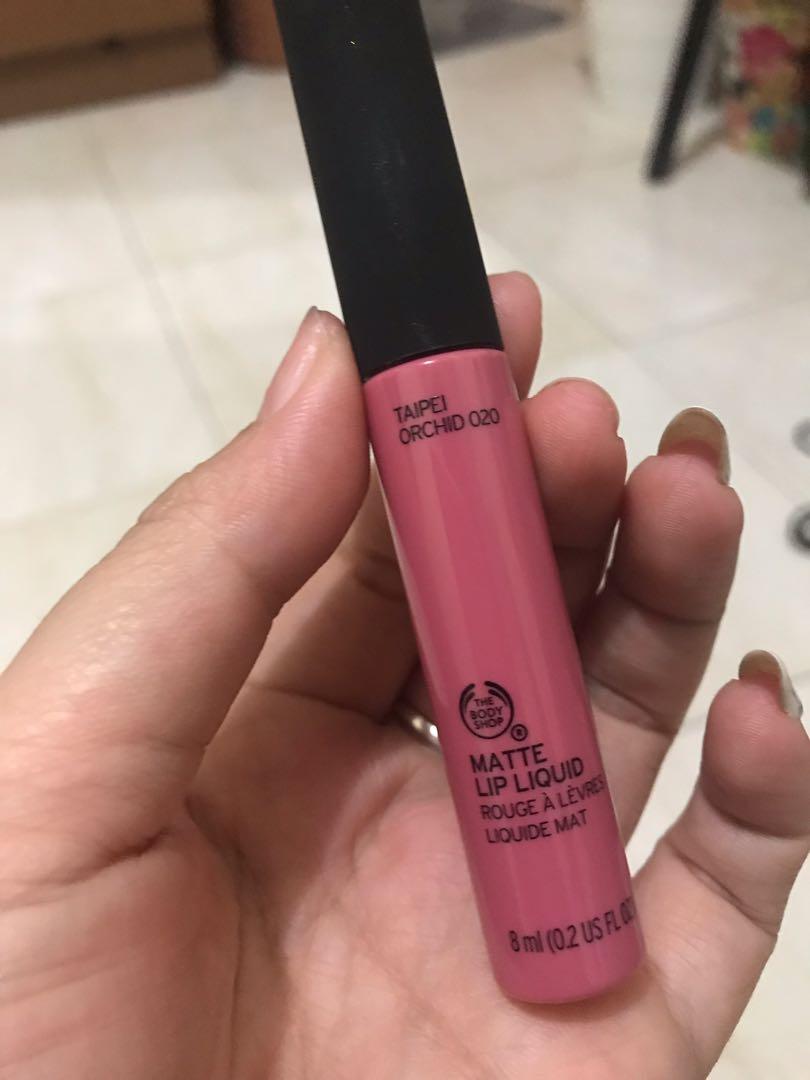 TAIPEI
ORCHID 020
THE
BODY
SHOP
®
MATTE
LIP LIQUID
ROUGE À LÈVRES
LIQUIDE MAT
8 ml (0.2 US FL OZ